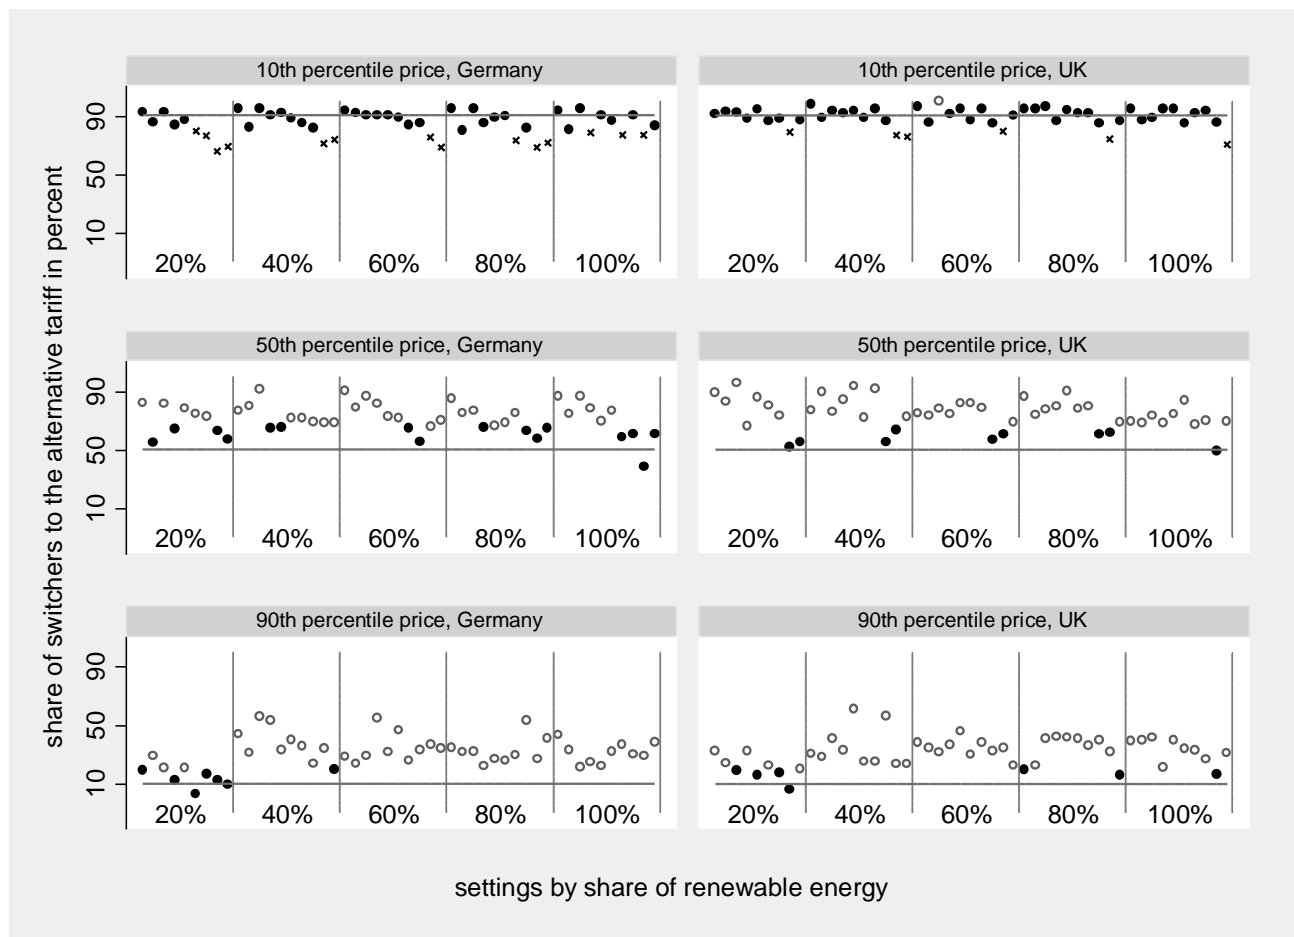 10th percentile price, Germany
10th percentile price, UK
90
50
10
20% 40% 60% 80% 100%
20% 40% 60% 80% 100%
50th percentile price, Germany
50th percentile price, UK
90
50
10
20% 40% 60% 80% 100%
20% 40% 60% 80% 100%
90th percentile price, Germany
90th percentile price, UK
90
50
10
20% 40% 60% 80% 100%
20% 40% 60% 80% 100%
share of switchers to the alternative tariff in percent
settings by share of renewable energy